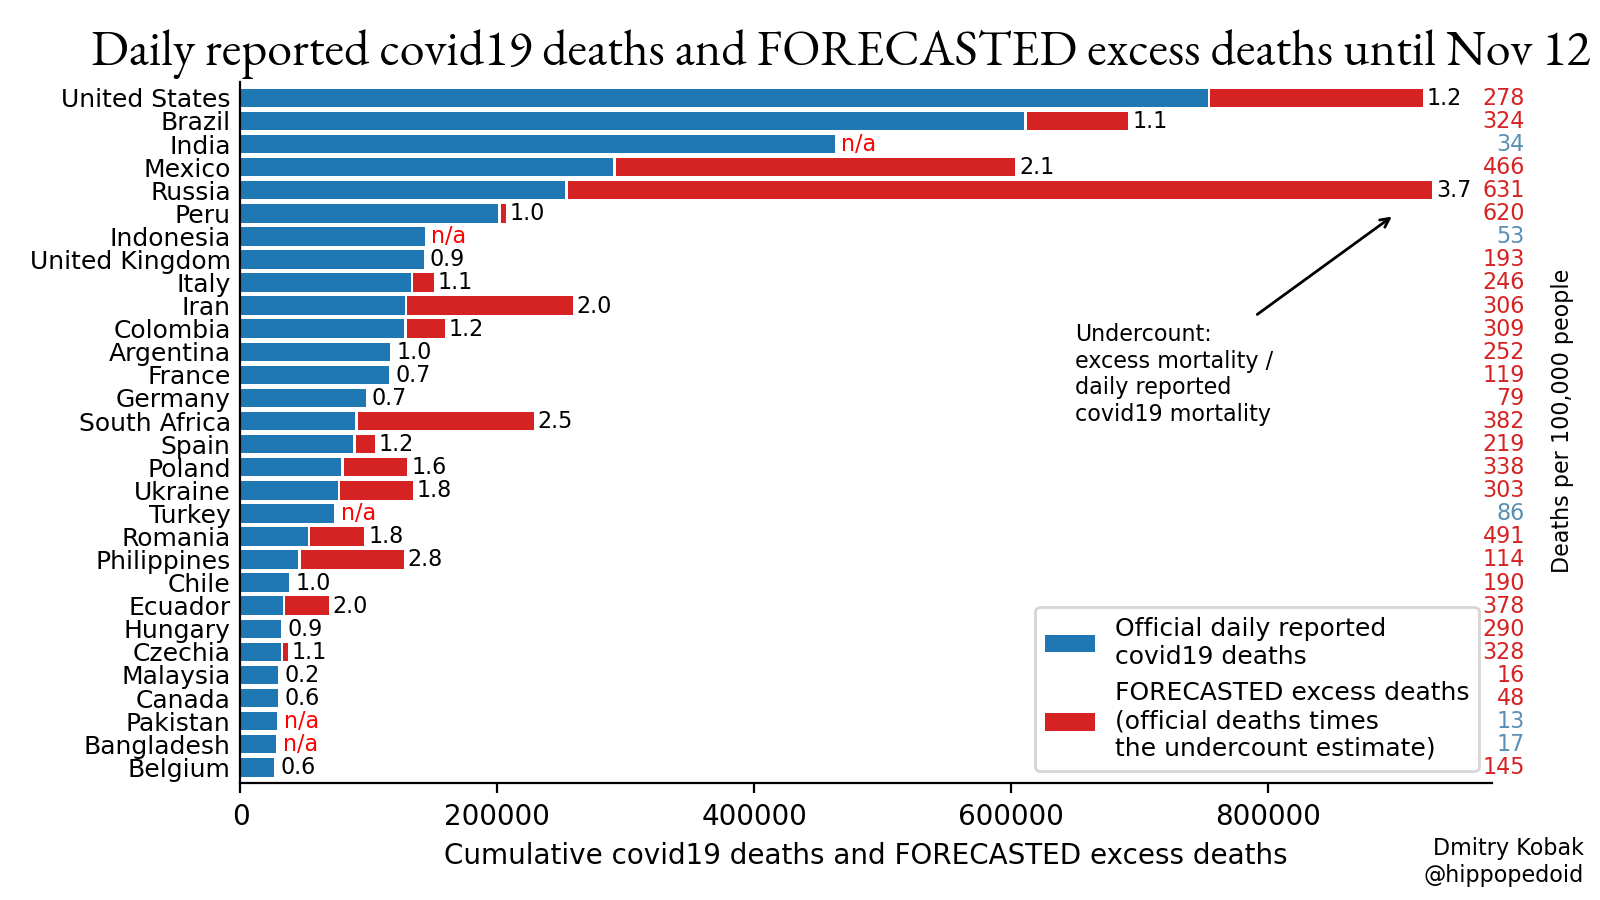 Daily reported covid19 deaths and FORECASTED excess deaths until Nov 12
United States 1.2 278
Brazil 1.1 324
India n/a 34
Mexico 2.1 466
Russia 3.7 631
Peru 1.0 620
Indonesia n/a 53
United Kingdom 0.9 193
Italy 1.1 246
Iran 2.0 306
Colombia 1.2 309
Argentina 1.0 252
France 0.7 119
Germany 0.7 79
South Africa 2.5 382
Spain 1.2 219
Poland 1.6 338
Ukraine 1.8 303
Turkey n/a 86
Romania 1.8 491
Philippines 2.8 114
Chile 1.0 190
Ecuador 2.0 378
Hungary 0.9 290
Czechia 1.1 328
Malaysia 0.2 16
Canada 0.6 48
Pakistan n/a 13
Bangladesh n/a 17
Belgium 0.6 145
Undercount:
excess mortality /
daily reported
covid19 mortality
Deaths per 100,000 people
Official daily reported
covid19 deaths
FORECASTED excess deaths
(official deaths times
the undercount estimate)
0 200000 400000 600000 800000
Cumulative covid19 deaths and FORECASTED excess deaths
Dmitry Kobak
@hippopedoid